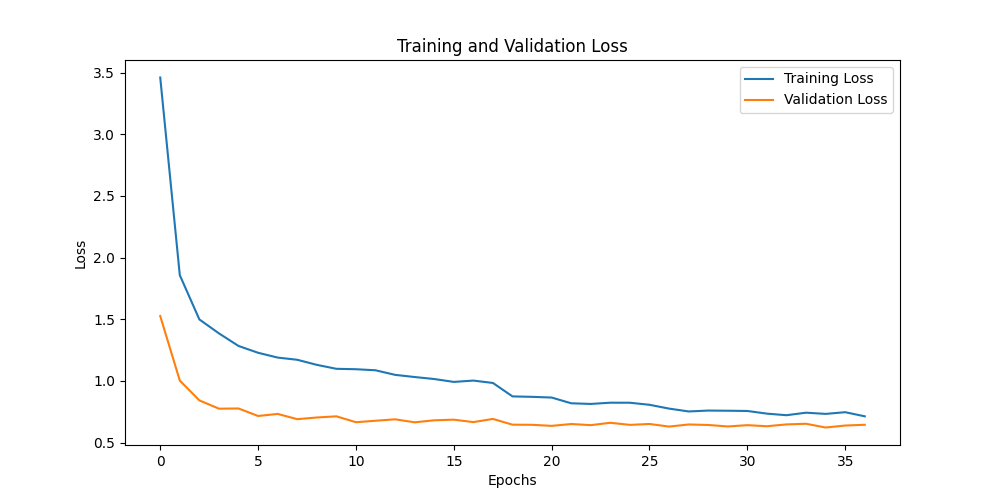 Training and Validation Loss
Training Loss
Validation Loss
3.5
3.0
2.5
2.0
1.5
1.0
0.5
Loss
0 5 10 15 20 25 30 35
Epochs